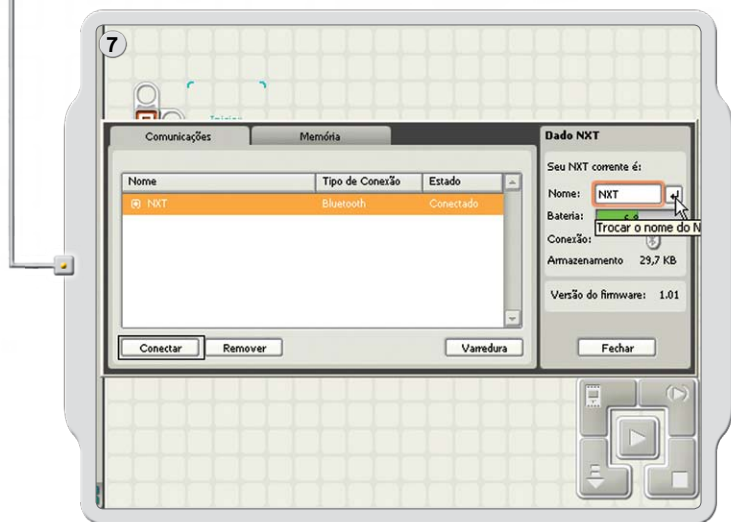 7
Comunicações
Memória
Nome
Tipo de Conexão
Estado
NXT
Bluetooth
Conectado
Conectar
Remover
Varredura
Dado NXT
Seu NXT corrente é:
Nome: NXT
Bateria:
Trocar o nome do N
Conexão:
Armazenamento 29,7 KB
Versão do firmware: 1.01
Fechar